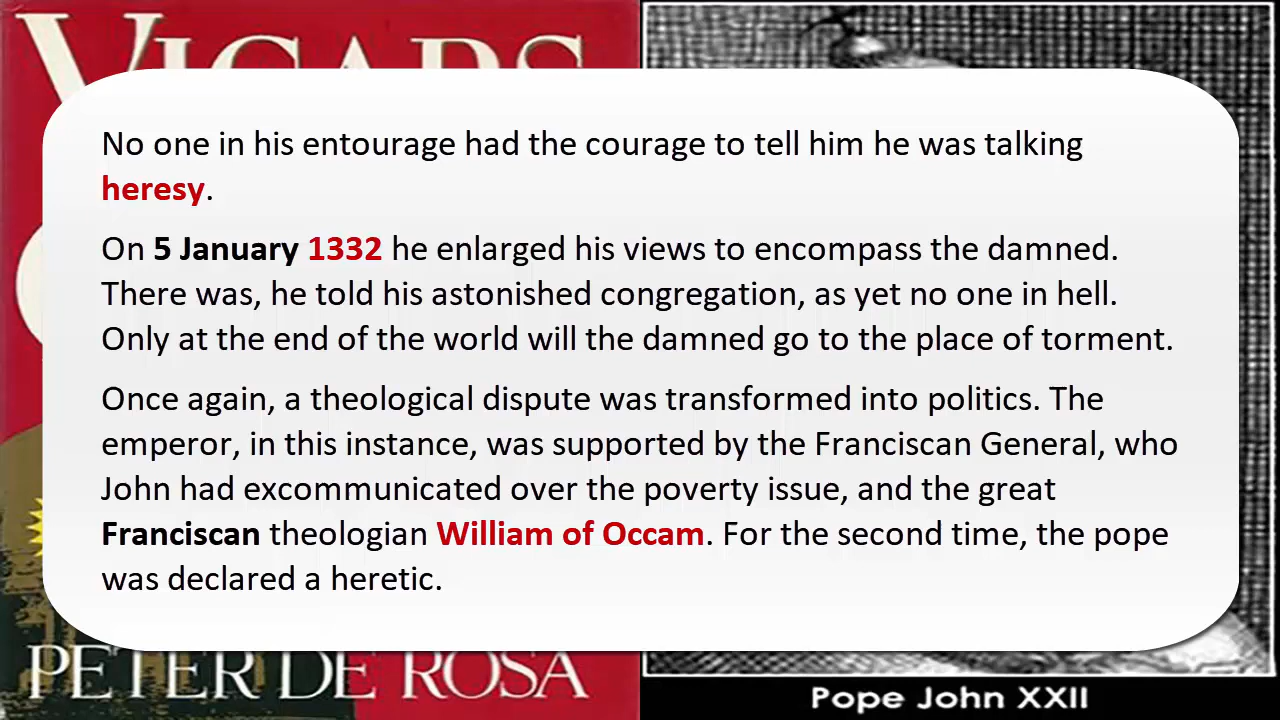 VICARS
No one in his entourage had the courage to tell him he was talking
heresy.
On 5 January 1332 he enlarged his views to encompass the damned.
There was, he told his astonished congregation, as yet no one in hell.
Only at the end of the world will the damned go to the place of torment.
Once again, a theological dispute was transformed into politics. The
emperor, in this instance, was supported by the Franciscan General, who
John had excommunicated over the poverty issue, and the great
Franciscan theologian William of Occam. For the second time, the pope
was declared a heretic.
PETER DE ROSA
Pope John XXII